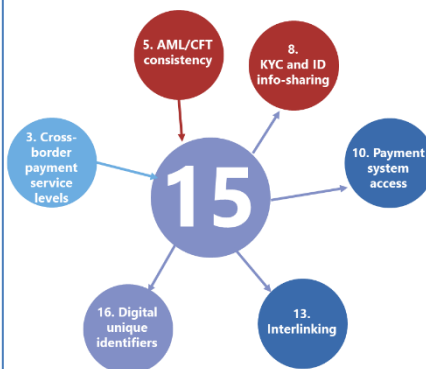 5. AML/CFT
consistency
8.
KYC and ID
info-sharing
3. Cross-
border
payment
service
levels
15
10. Payment
system
access
16. Digital
unique
identifiers
13.
Interlinking